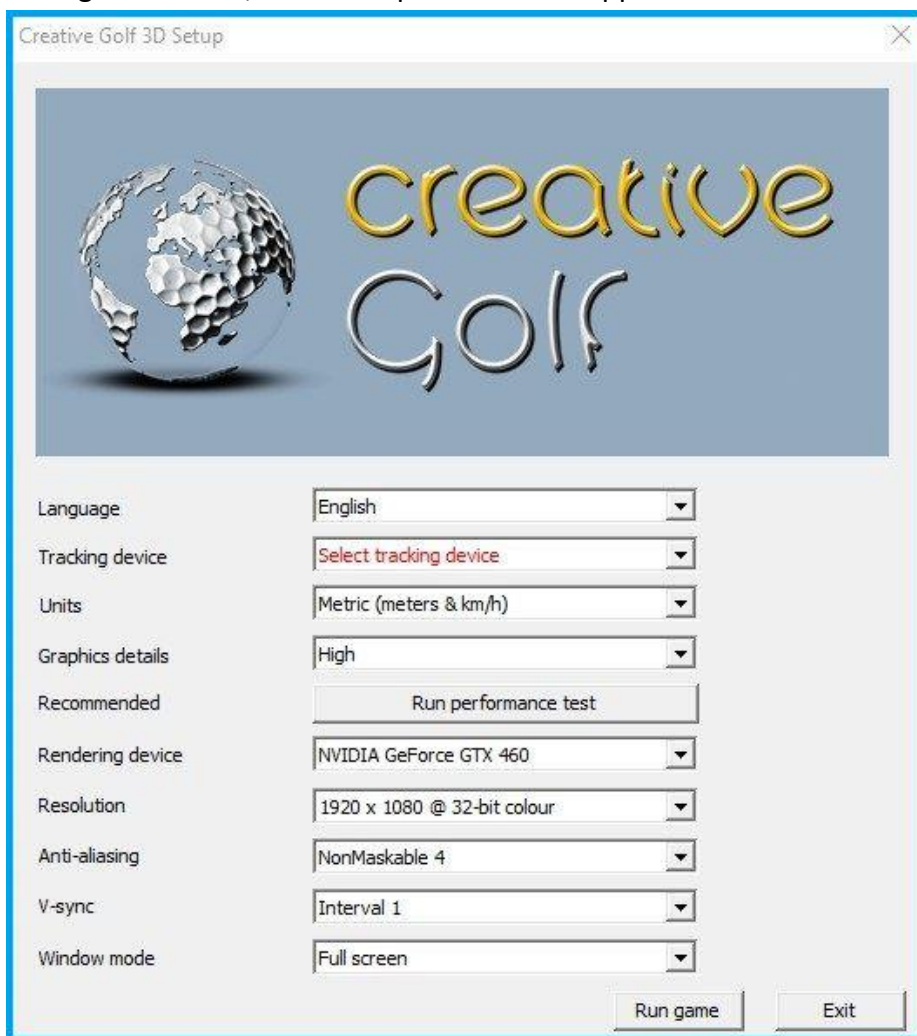 Creative Golf 3D Setup
creative
Golf
Language English
Tracking device Select tracking device
Units Metric (meters & km/h)
Graphics details High
Recommended Run performance test
Rendering device NVIDIA GeForce GTX 460
Resolution 1920 x 1080 @ 32-bit colour
Anti-aliasing NonMaskable 4
V-sync Interval 1
Window mode Full screen
Run game Exit